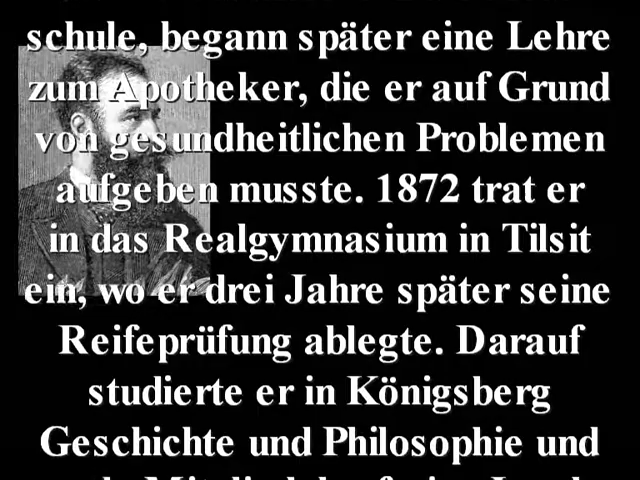 schule, begann später eine Lehre
zum Apotheker, die er auf Grund
von gesundheitlichen Problemen
aufgeben musste. 1872 trat er
in das Realgymnasium in Tilsit
ein, wo er drei Jahre später seine
Reifeprüfung ablegte. Darauf
studierte er in Königsberg
Geschichte und Philosophie und